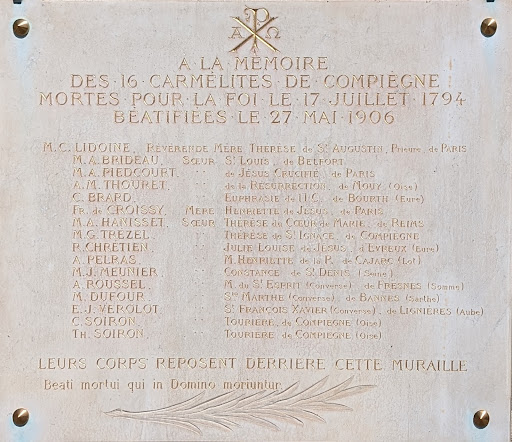 Α Ω
A LA MÉMOIRE
DES 16 CARMÉLITES DE COMPIÈGNE
MORTES POUR LA FOI LE 17 JUILLET 1794
BÉATIFIÉES LE 27 MAI 1906
M.C. LIDOINE, RÉVÉRENDE MÈRE THÉRÈSE DE St AUGUSTIN, Prieure, de PARIS
M.A. BRIDEAU, SŒUR St LOUIS, de BELFORT
M.A. PIEDCOURT, " de JÉSUS CRUCIFIÉ, de PARIS
A.M. THOURET, " de la RÉSURRECTION, de MOUY (Oise)
C. BRARD, " EUPHRASIE de l'I.C., de BOURTH (Eure)
Fr. de CROISSY, MÈRE HENRIETTE de JÉSUS, de PARIS
M.A. HANISSET, SŒUR THÉRÈSE du CŒUR de MARIE, de REIMS
M.G. TREZEL, " THÉRÈSE de St IGNACE, de COMPIÈGNE
R. CHRÉTIEN, " JULIE LOUISE de JÉSUS, d'EVREUX (Eure)
A. PELRAS, " M. HENRIETTE de la P. de CAJARC (Lot)
M.J. MEUNIER, " CONSTANCE de St DENIS (Seine)
A. ROUSSEL, " M. du St ESPRIT (Converse) de FRESNES (Somme)
M. DUFOUR " Ste MARTHE (Converse) de BANNES (Sarthe)
E.J. VÉROLOT " St FRANÇOIS XAVIER (Converse), de LIGNIÈRES (Aube)
C. SOIRON, " TOURIÈRE, de COMPIÈGNE (Oise)
Th. SOIRON, " TOURIÈRE, de COMPIÈGNE (Oise)
LEURS CORPS REPOSENT DERRIÈRE CETTE MURAILLE
Beati mortui qui in Domino moriuntur